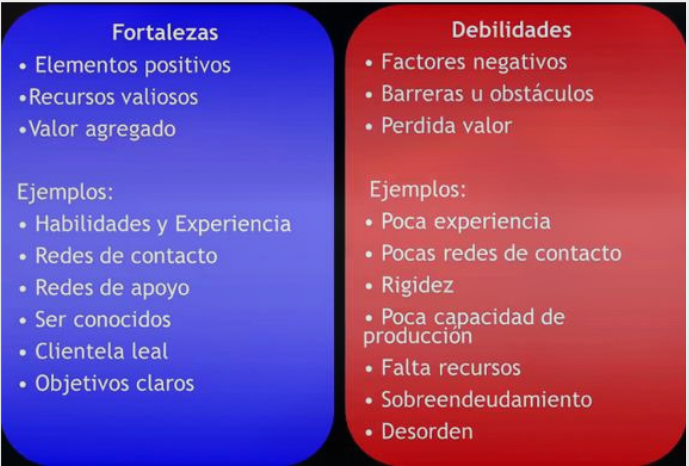 Fortalezas
• Elementos positivos
•Recursos valiosos
•Valor agregado
Ejemplos:
• Habilidades y Experiencia
• Redes de contacto
• Redes de apoyo
• Ser conocidos
• Clientela leal
• Objetivos claros
Debilidades
• Factores negativos
• Barreras u obstáculos
• Perdida valor
Ejemplos:
• Poca experiencia
• Pocas redes de contacto
• Rigidez
• Poca capacidad de
producción
• Falta recursos
• Sobreendeudamiento
• Desorden